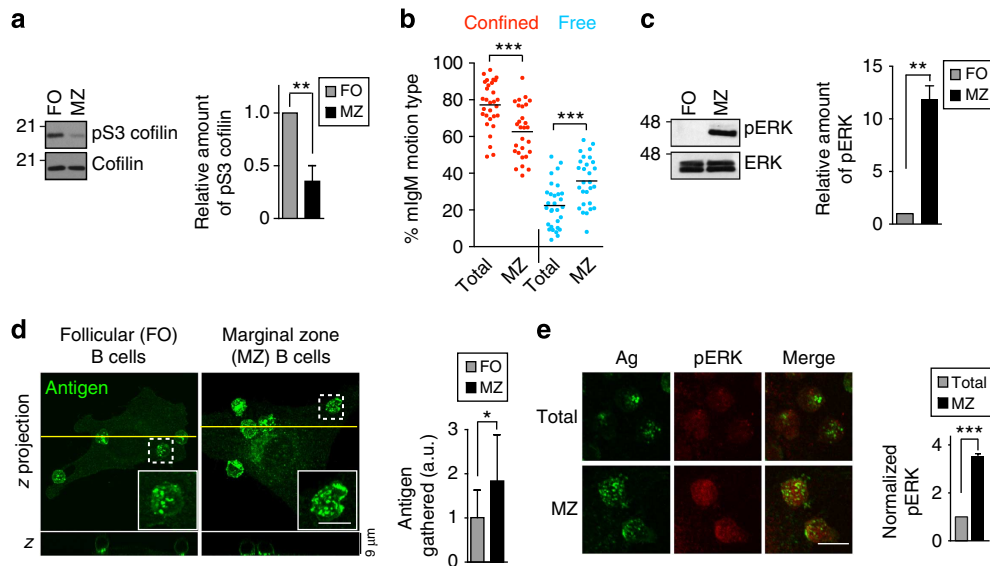 a
FO
MZ
21
pS3 cofilin
21
Cofilin
Relative amount
of pS3 cofilin
1.0
0.5
0
**
FO
MZ
b
Confined
Free
% mIgM motion type
100
80
60
40
20
0
***
***
Total
MZ
Total
MZ
c
FO
MZ
48
pERK
48
ERK
Relative amount
of pERK
15
10
5
0
**
FO
MZ
d
Follicular (FO)
B cells
Marginal zone
(MZ) B cells
Antigen
z projection
z
9 µm
Antigen
gathered (a.u.)
3
2
1
0
*
FO
MZ
e
Ag
pERK
Merge
Total
MZ
Normalized
pERK
4
2
0
***
Total
MZ